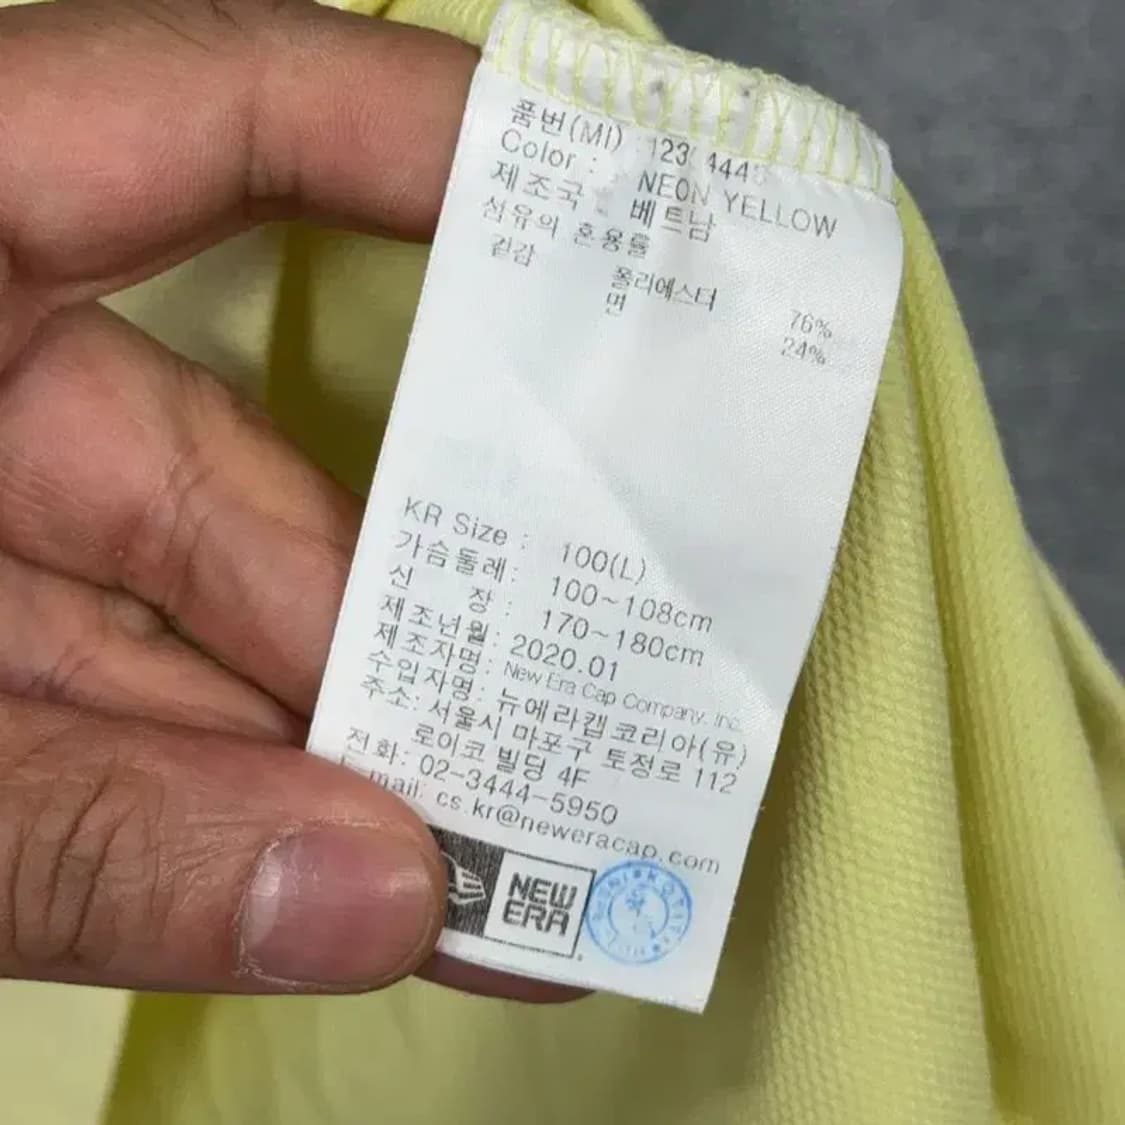 품번(MI)
Color : NEON YELLOW
제조국 : 베트남
섬유의 혼용률
겉감
폴리에스터 76%
면 24%
KR Size : 100(L)
가슴둘레: 100~108cm
신 장 : 170~180cm
제조년월: 2020.01
제조자명: New Era Cap Company. Inc
수입자명: 뉴에라캡코리아(유)
주소: 서울시 마포구 토정로 112
로이코 빌딩 4F
전화: 02-3444-5950
mail: cs.kr@neweracap.com
NEW
ERA